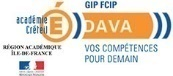 GIP FCIP
académie
Créteil
É DAVA
RÉGION ACADÉMIQUE
ÎLE-DE-FRANCE
VOS COMPÉTENCES
POUR DEMAIN